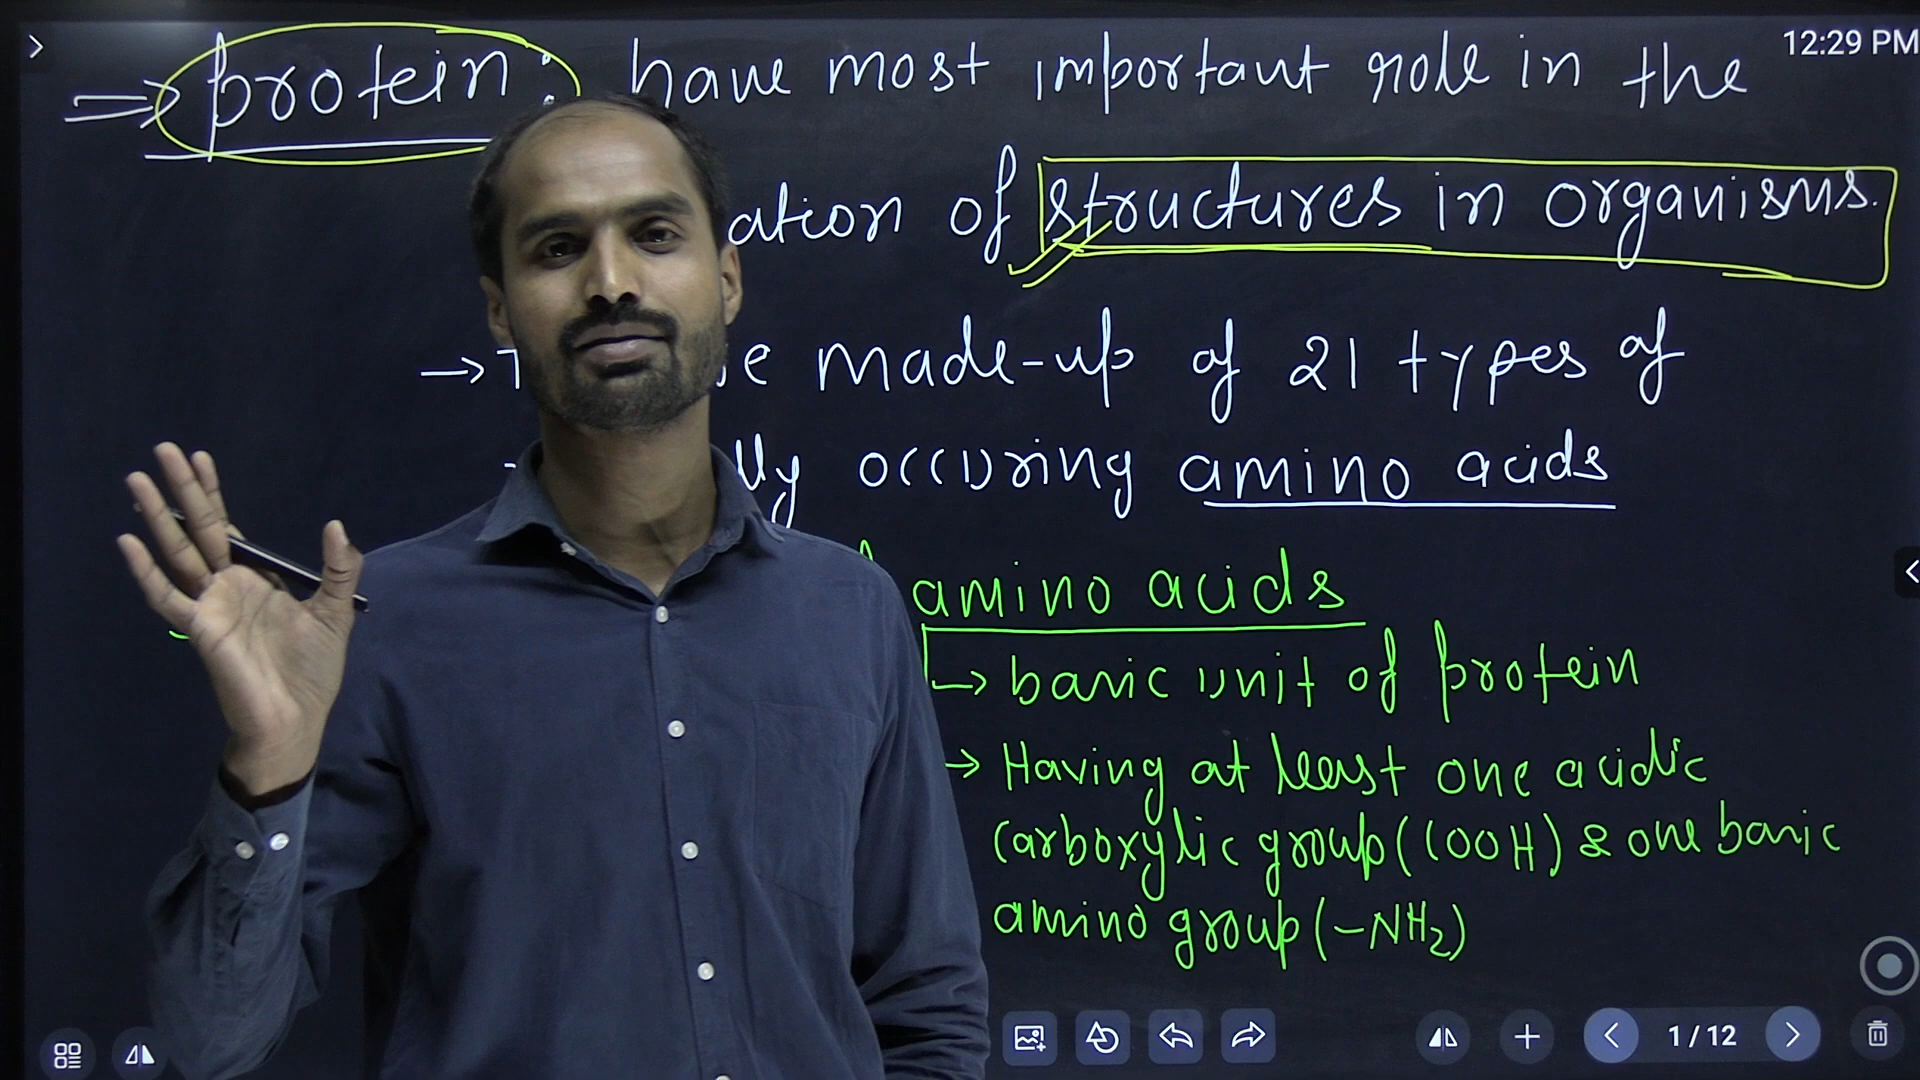 12:29 PM
⇒ protein: have most important role in the
ation of structures in organisms.
→ made-up of 21 types of
occuring amino acids
amino acids
→ basic unit of protein
→ Having at least one acidic
Carboxylic group (COOH) & one basic
amino group (-NH2)
1/12